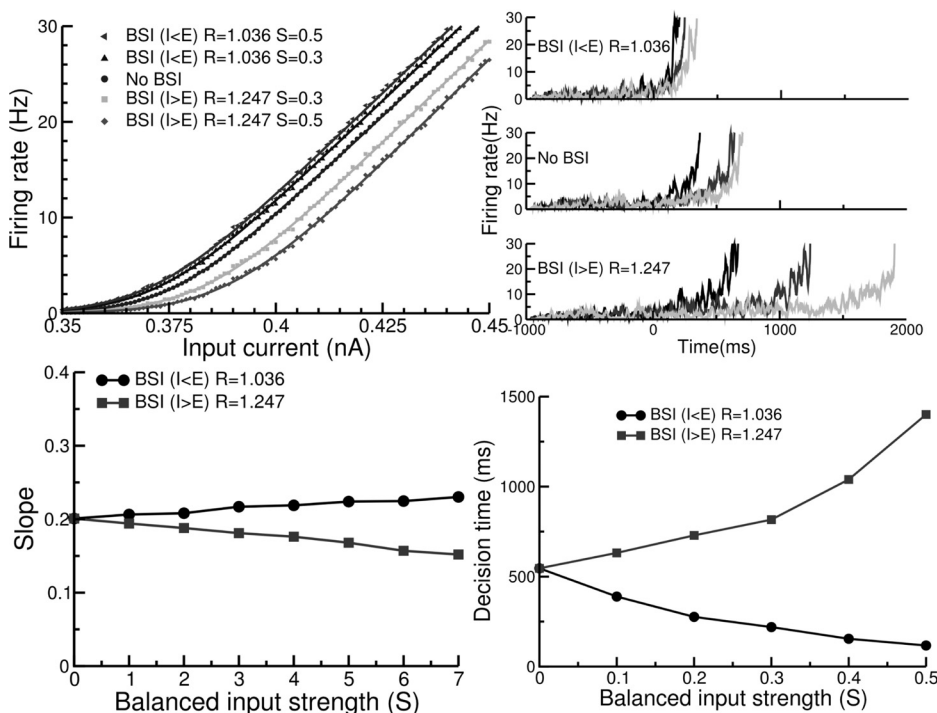 BSI (I<E) R=1.036 S=0.5
BSI (I<E) R=1.036 S=0.3
No BSI
BSI (I>E) R=1.247 S=0.3
BSI (I>E) R=1.247 S=0.5
Firing rate (Hz)
30
20
10
0
0.35
0.375
0.4
0.425
0.45
Input current (nA)
BSI (I<E) R=1.036
30
20
10
0
No BSI
30
20
10
0
BSI (I>E) R=1.247
30
20
10
0
Firing rate(Hz)
-1000
0
1000
2000
Time(ms)
BSI (I<E) R=1.036
BSI (I>E) R=1.247
Slope
0.3
0.2
0.1
0
0
1
2
3
4
5
6
7
Balanced input strength (S)
BSI (I<E) R=1.036
BSI (I>E) R=1.247
Decision time (ms)
1500
1000
500
0
0
0.1
0.2
0.3
0.4
0.5
Balanced input strength (S)